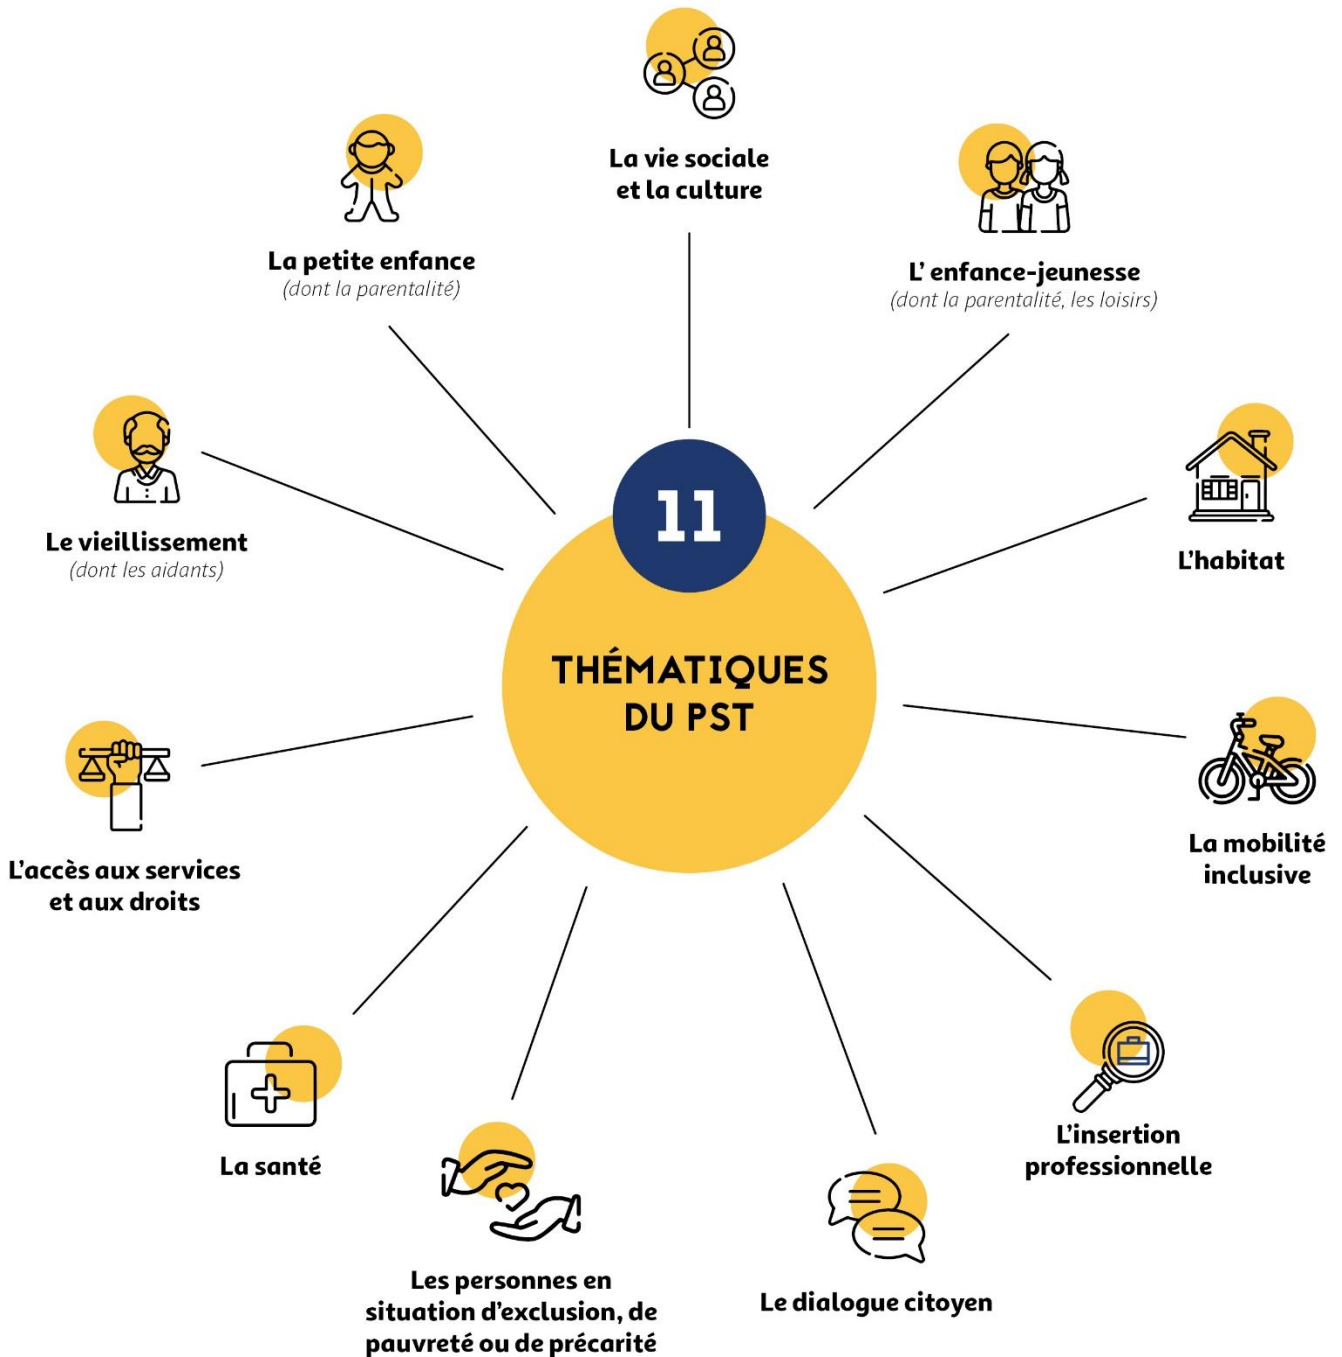 La vie sociale
et la culture
L' enfance-jeunesse
(dont la parentalité, les loisirs)
L'habitat
La mobilité
inclusive
L'insertion
professionnelle
Le dialogue citoyen
Les personnes en
situation d'exclusion, de
pauvreté ou de précarité
La santé
L'accès aux services
et aux droits
Le vieillissement
(dont les aidants)
La petite enfance
(dont la parentalité)
11
THÉMATIQUES
DU PST